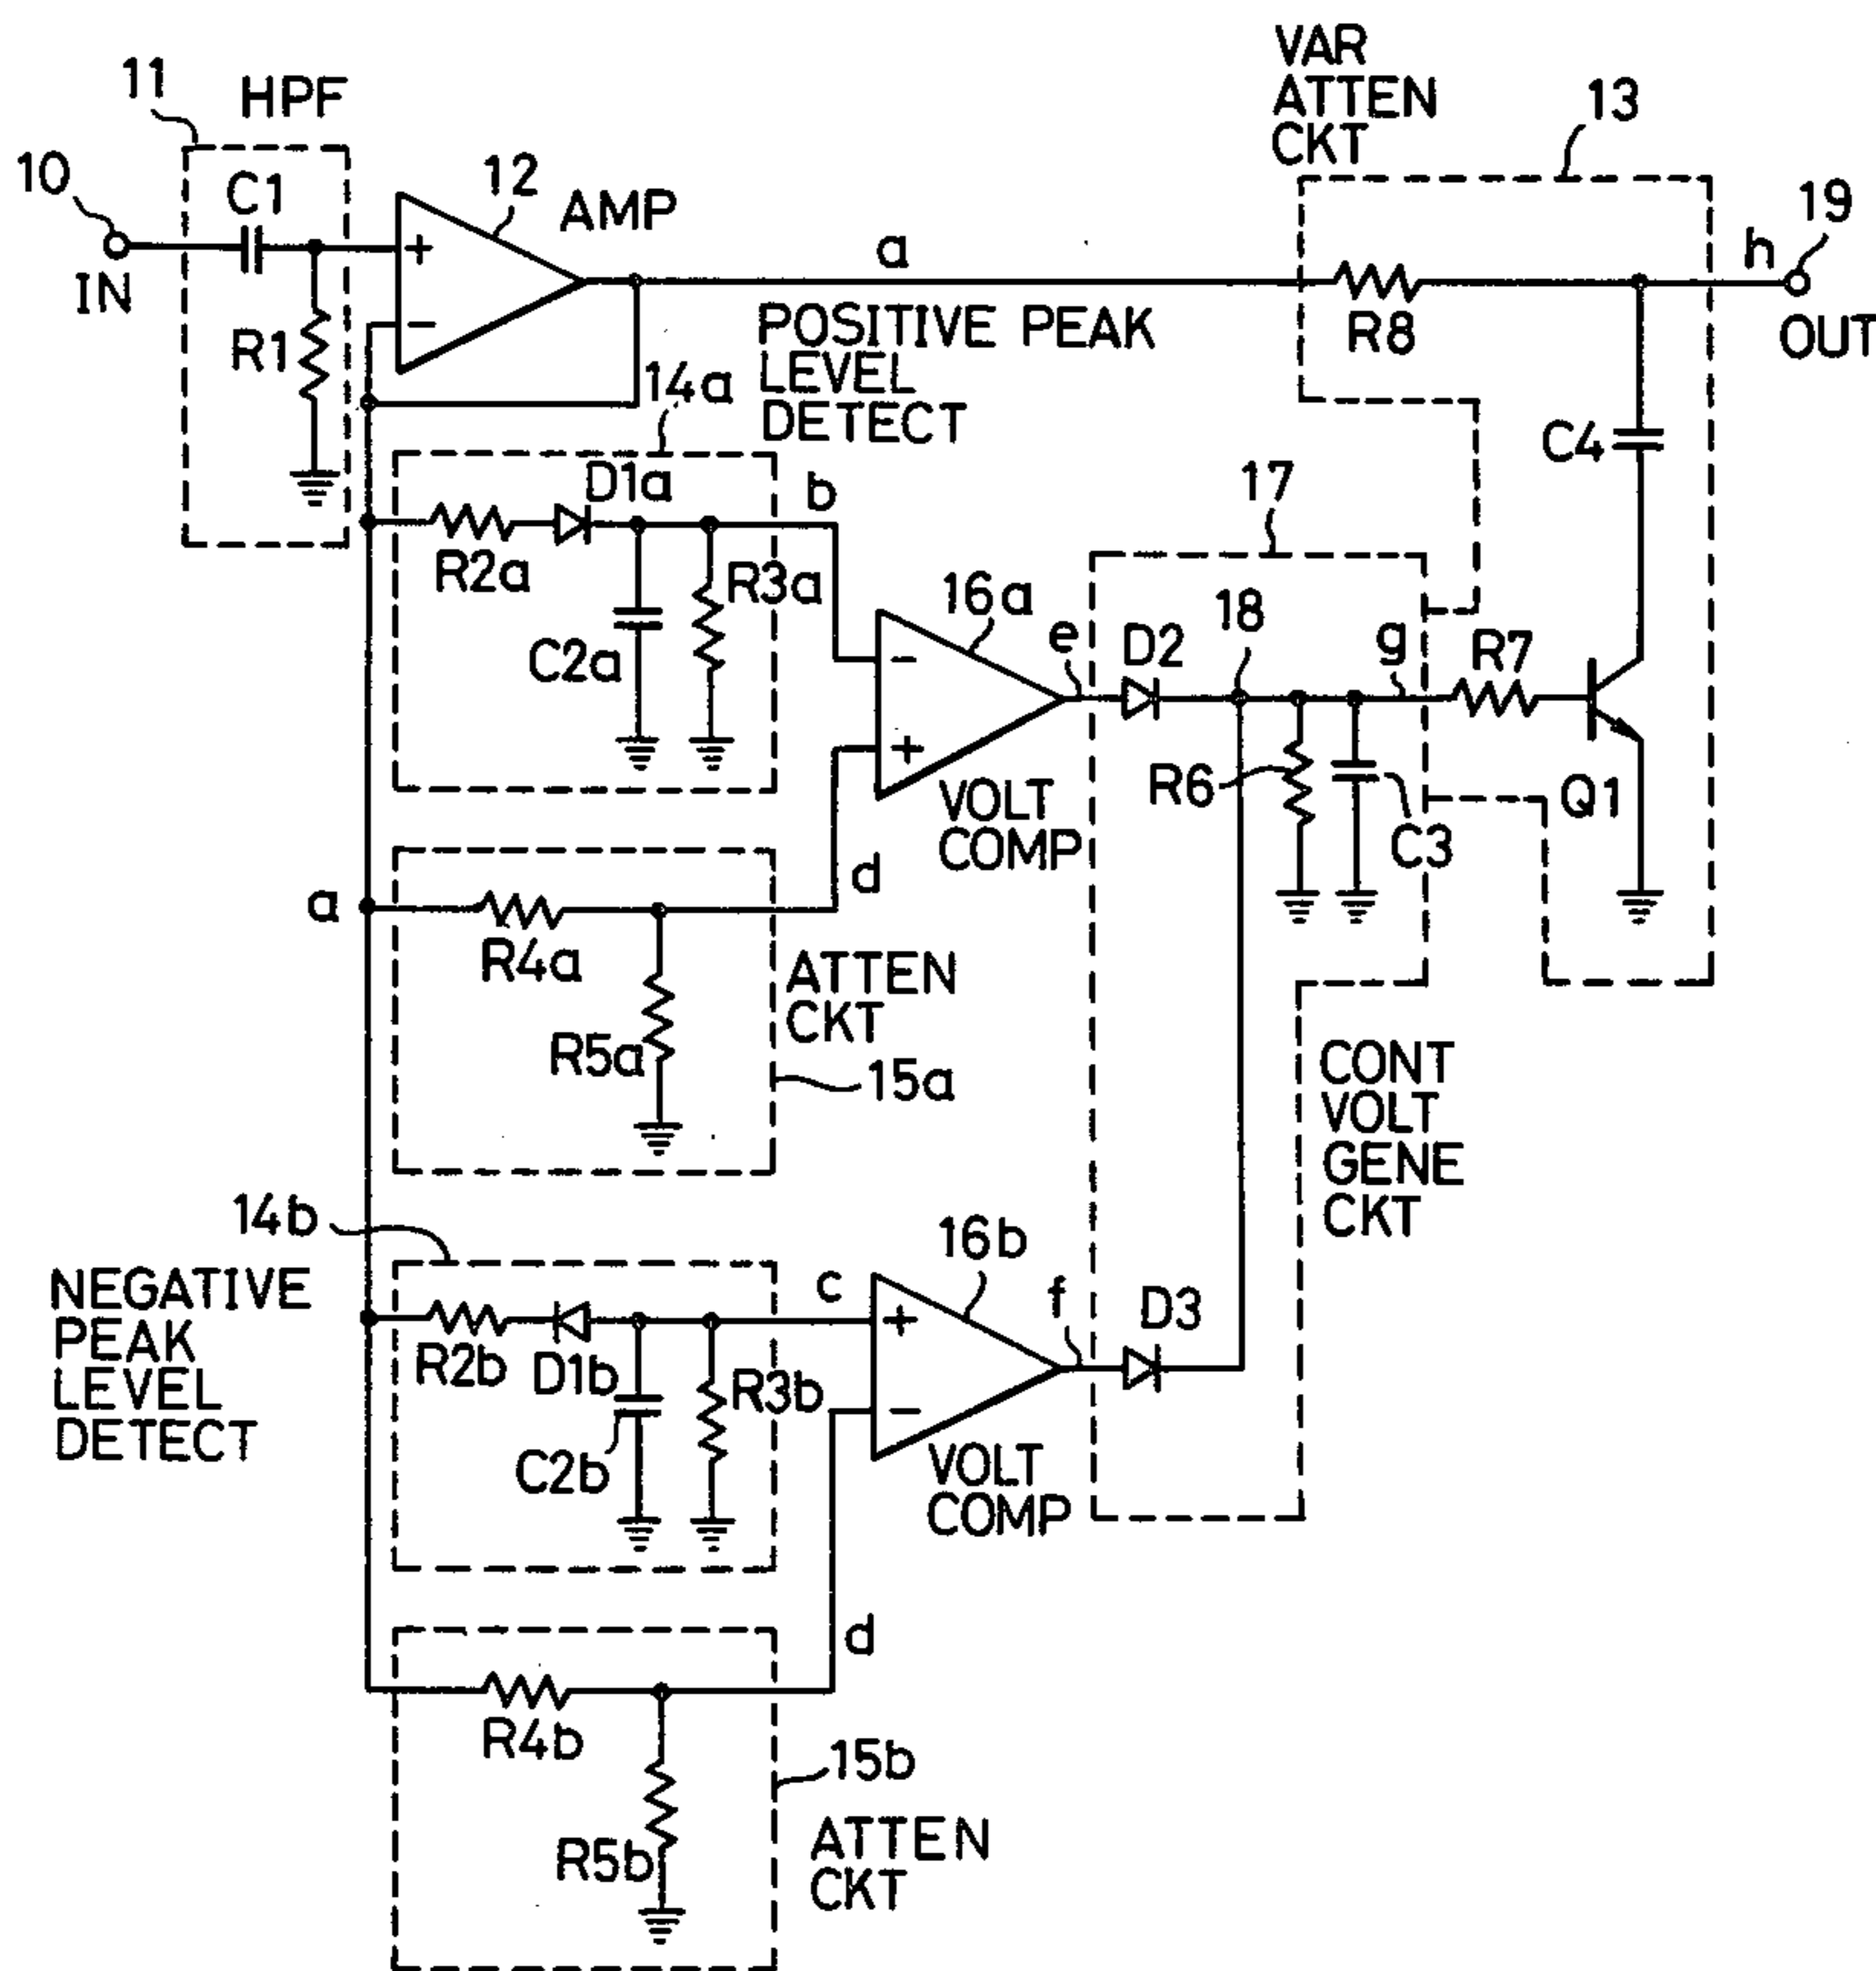 VAR
ATTEN
CKT
13
11
HPF
10
C1
12
AMP
19
IN
R1
a
h
R8
OUT
POSITIVE PEAK
LEVEL
DETECT
14a
D1a
b
C4
17
R2a
R3a
C2a
16a
e
D2
18
g
R7
VOLT
COMP
R6
C3
Q1
d
a
R4a
ATTEN
CKT
R5a
15a
CONT
VOLT
GENE
CKT
14b
NEGATIVE
PEAK
LEVEL
DETECT
c
16b
f
D3
R2b
D1b
R3b
C2b
VOLT
COMP
d
R4b
15b
R5b
ATTEN
CKT
+
−
−
+
+
−